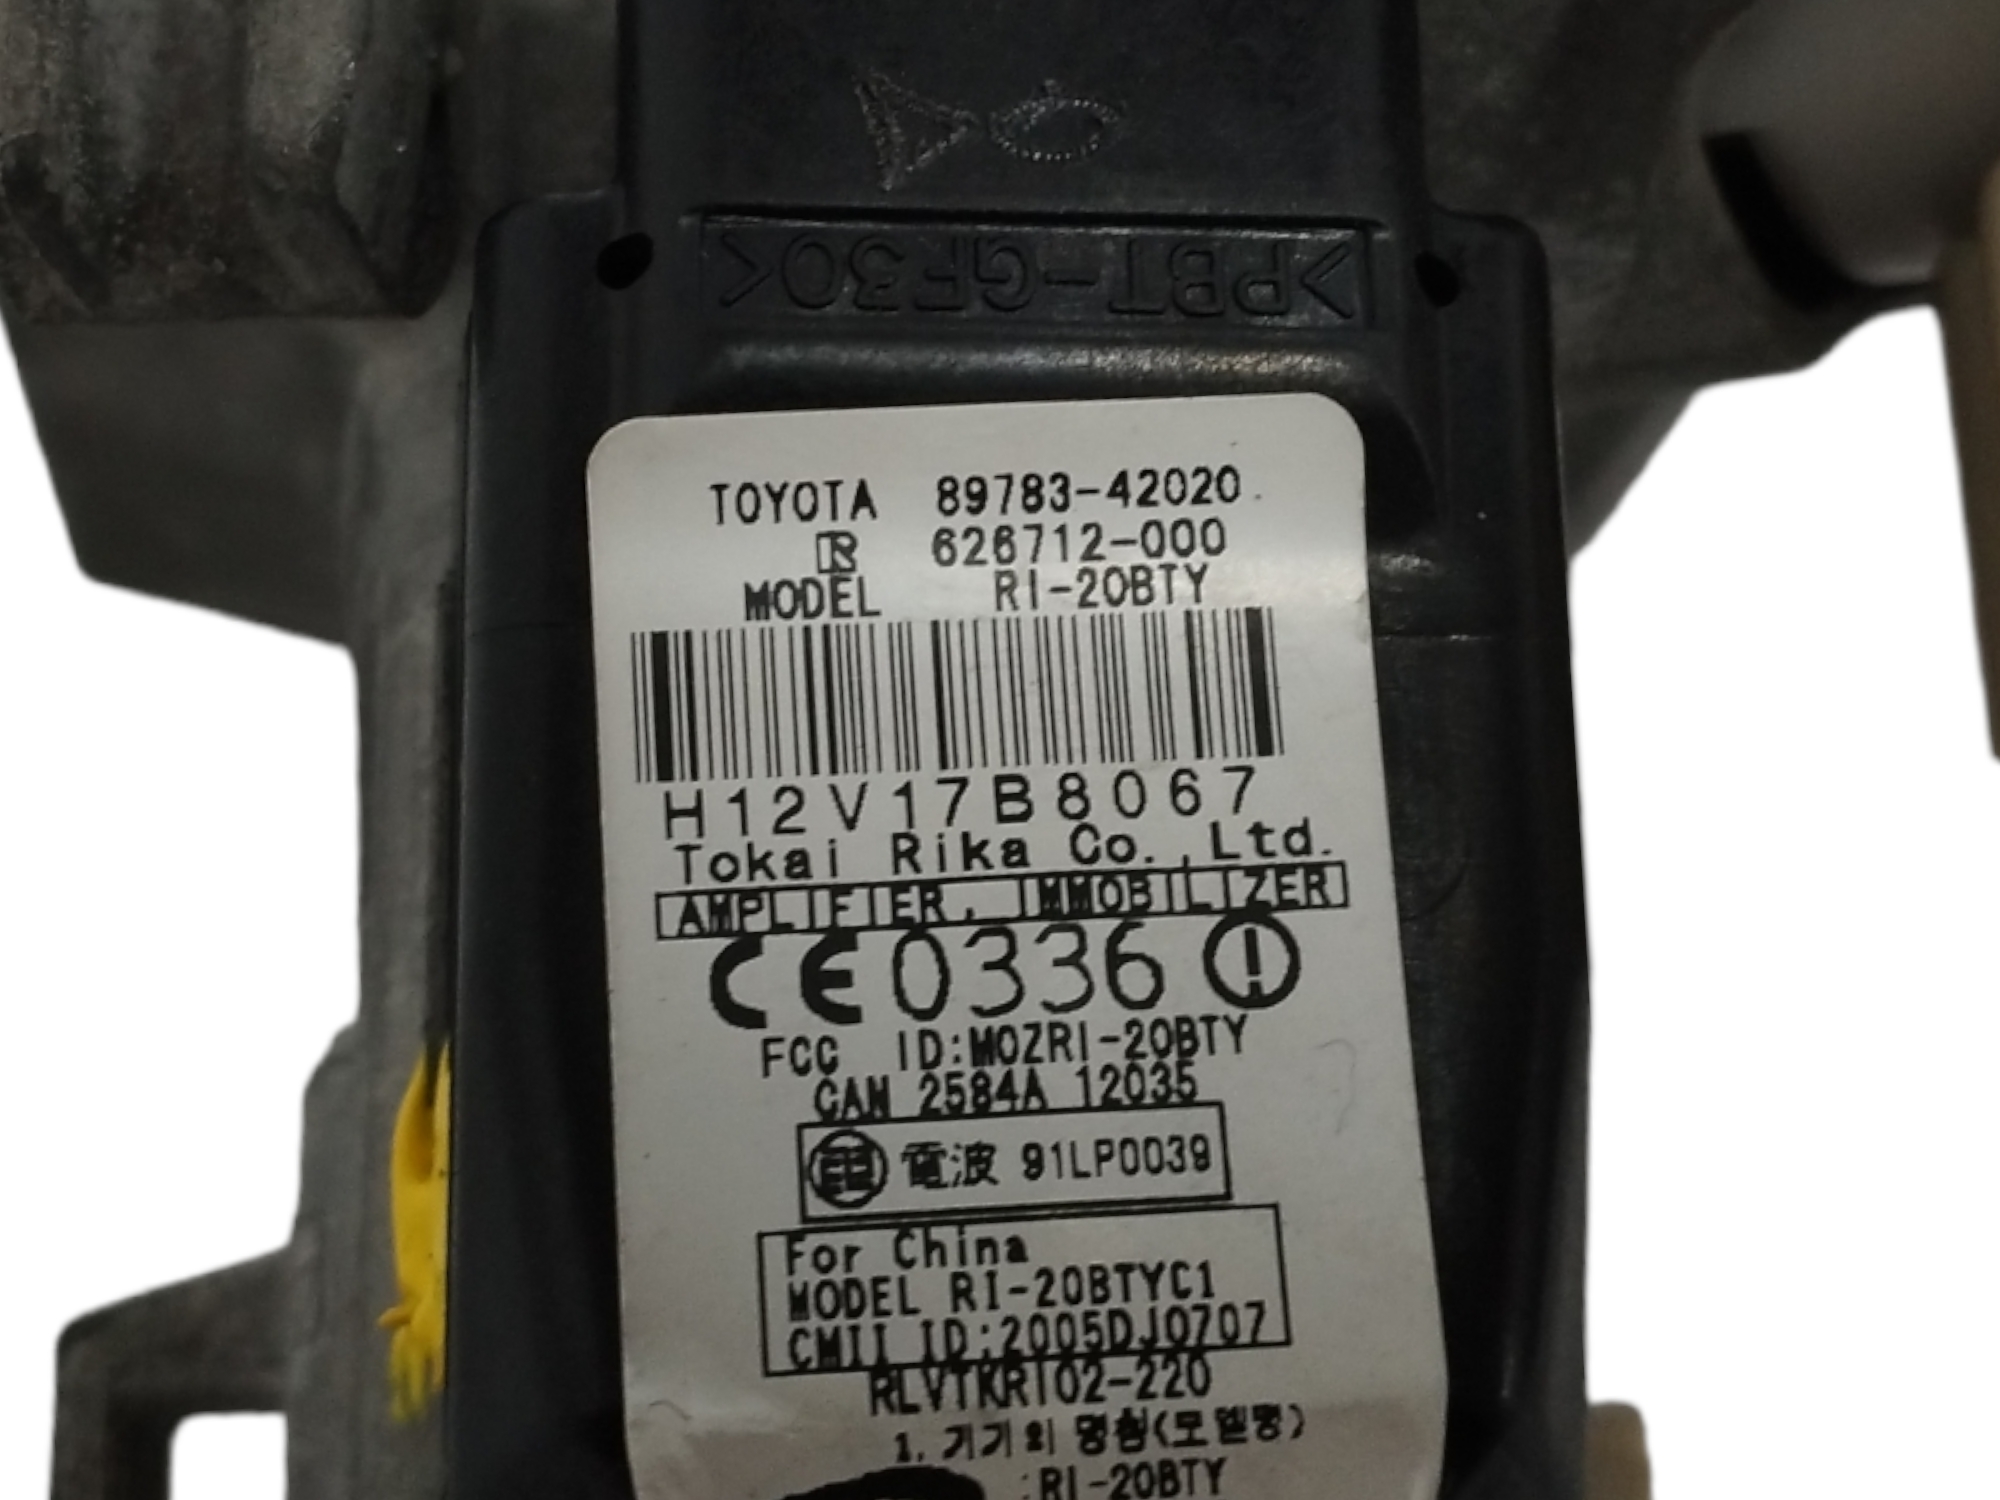 >PBT-GF30<
TOYOTA 89783-42020
R 626712-000
MODEL RI-20BTY
H12V17B8067
Tokai Rika Co.,Ltd.
AMPLIFIER, IMMOBILIZER
CE0336
FCC ID:MOZRI-20BTY
CAN 2584A 12035
電波 91LP0039
For China
MODEL RI-20BTYC1
CMII ID:2005DJ0707
RLVTKRI02-220
1. 기기의 명칭(모델명)
:RI-20BTY